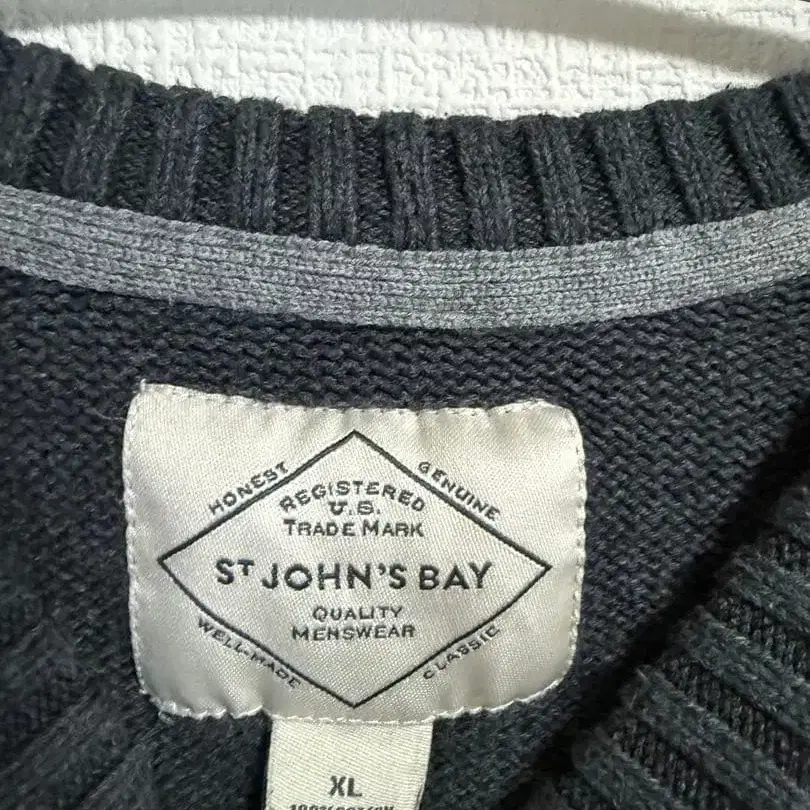 HONEST
GENUINE
REGISTERED
U.S.
TRADE MARK
ST JOHN'S BAY
QUALITY
MENSWEAR
WELL-MADE
CLASSIC
XL